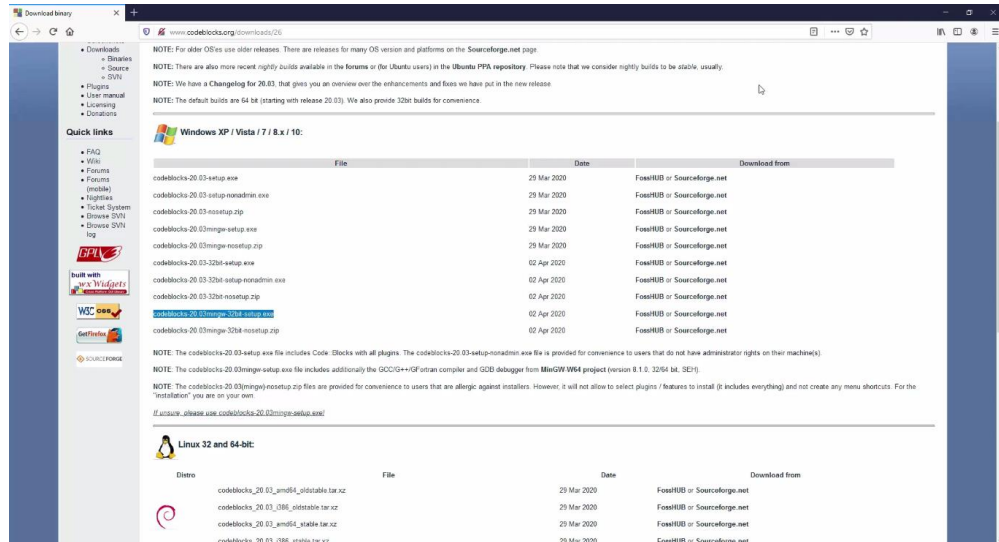 Download binary
www.codeblocks.org/downloads/26
Downloads
Binaries
Source
SVN
Plugins
User manual
Licensing
Donations
Quick links
FAQ
Wiki
Forums
Forums
(mobile)
Nightlies
Ticket System
Browse SVN
Browse SVN
log
GPLv3
built with
wxWidgets
W3C css
GetFirefox
SOURCEFORGE
NOTE: For older OS'es use older releases. There are releases for many OS version and platforms on the Sourceforge.net page.
NOTE: There are also more recent nightly builds available in the forums or (for Ubuntu users) in the Ubuntu PPA repository. Please note that we consider nightly builds to be stable, usually.
NOTE: We have a Changelog for 20.03, that gives you an overview over the enhancements and fixes we have put in the new release.
NOTE: The default builds are 64 bit (starting with release 20.03). We also provide 32bit builds for convenience.
Windows XP / Vista / 7 / 8.x / 10:
File Date Download from
codeblocks-20.03-setup.exe 29 Mar 2020 FossHUB or Sourceforge.net
codeblocks-20.03-setup-nonadmin.exe 29 Mar 2020 FossHUB or Sourceforge.net
codeblocks-20.03-nosetup.zip 29 Mar 2020 FossHUB or Sourceforge.net
codeblocks-20.03mingw-setup.exe 29 Mar 2020 FossHUB or Sourceforge.net
codeblocks-20.03mingw-nosetup.zip 29 Mar 2020 FossHUB or Sourceforge.net
codeblocks-20.03-32bit-setup.exe 02 Apr 2020 FossHUB or Sourceforge.net
codeblocks-20.03-32bit-setup-nonadmin.exe 02 Apr 2020 FossHUB or Sourceforge.net
codeblocks-20.03-32bit-nosetup.zip 02 Apr 2020 FossHUB or Sourceforge.net
codeblocks-20.03mingw-32bit-setup.exe 02 Apr 2020 FossHUB or Sourceforge.net
codeblocks-20.03mingw-32bit-nosetup.zip 02 Apr 2020 FossHUB or Sourceforge.net
NOTE: The codeblocks-20.03-setup.exe file includes Code::Blocks with all plugins. The codeblocks-20.03-setup-nonadmin.exe file is provided for convenience to users that do not have administrator rights on their machine(s).
NOTE: The codeblocks-20.03mingw-setup.exe file includes additionally the GCC/G++/GFortran compiler and GDB debugger from MinGW-W64 project (version 8.1.0, 32/64 bit, SEH).
NOTE: The codeblocks-20.03(mingw)-nosetup.zip files are provided for convenience to users that are allergic against installers. However, it will not allow to select plugins / features to install (it includes everything) and not create any menu shortcuts. For the
"installation" you are on your own.
If unsure, please use codeblocks-20.03mingw-setup.exe!
Linux 32 and 64-bit:
Distro File Date Download from
codeblocks_20.03_amd64_oldstable.tar.xz 29 Mar 2020 FossHUB or Sourceforge.net
codeblocks_20.03_i386_oldstable.tar.xz 29 Mar 2020 FossHUB or Sourceforge.net
codeblocks_20.03_amd64_stable.tar.xz 29 Mar 2020 FossHUB or Sourceforge.net
codeblocks_20.03_i386_stable.tar.xz 29 Mar 2020 FossHUB or Sourceforge.net